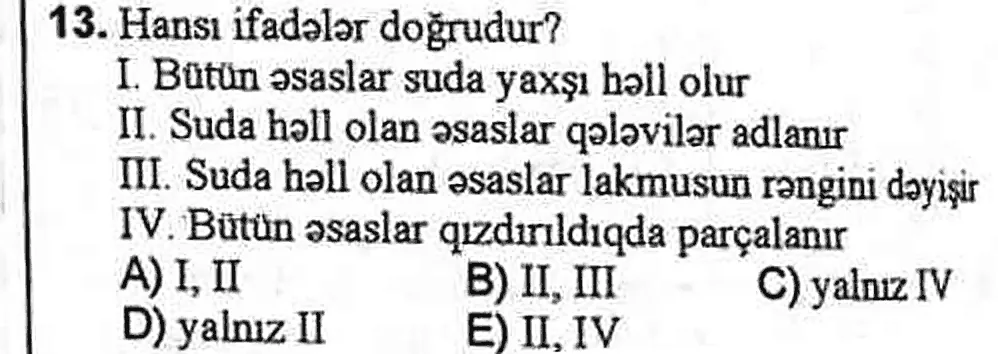 13. Hansı ifadələr doğrudur?
I. Bütün əsaslar suda yaxşı həll olur
II. Suda həll olan əsaslar qələvilər adlanır
III. Suda həll olan əsaslar lakmusun rəngini dəyişir
IV. Bütün əsaslar qızdırıldıqda parçalanır
A) I, II B) II, III C) yalnız IV
D) yalnız II E) II, IV